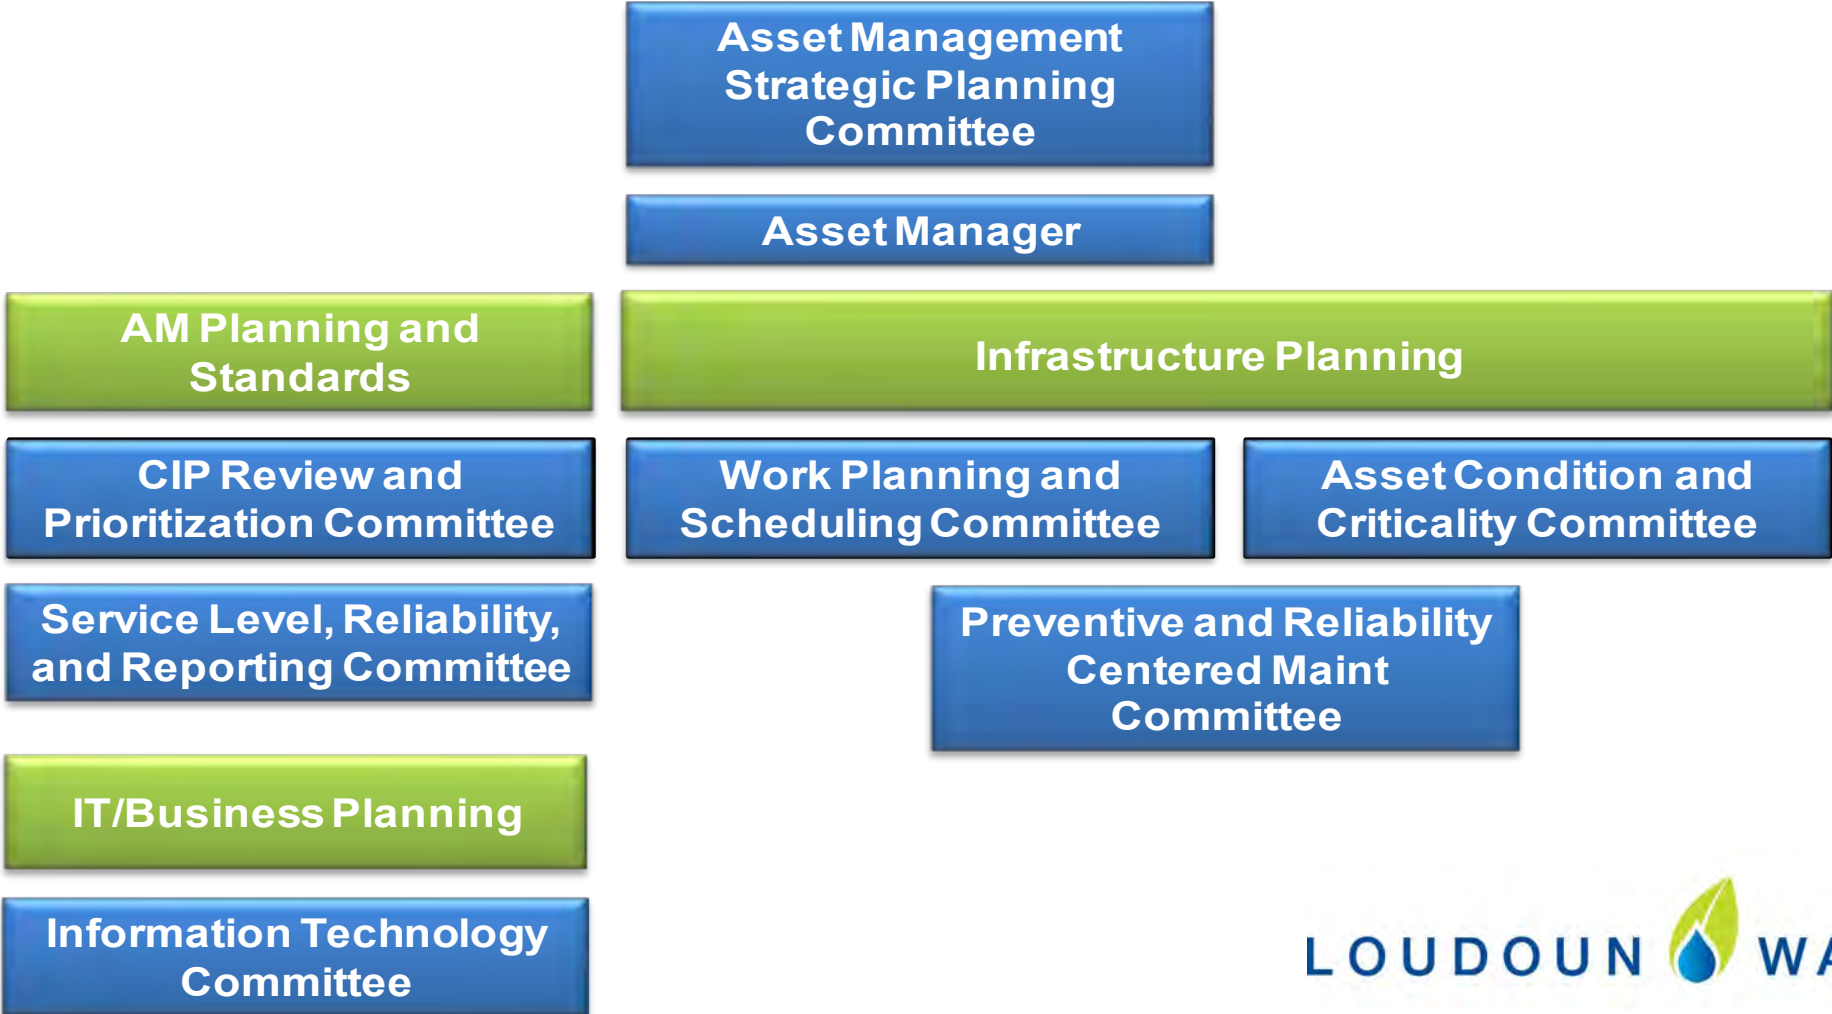 Asset Management
Strategic Planning
Committee
Asset Manager
AM Planning and
Standards
Infrastructure Planning
CIP Review and
Prioritization Committee
Work Planning and
Scheduling Committee
Asset Condition and
Criticality Committee
Service Level, Reliability,
and Reporting Committee
Preventive and Reliability
Centered Maint
Committee
IT/Business Planning
Information Technology
Committee
LOUDOUN WA